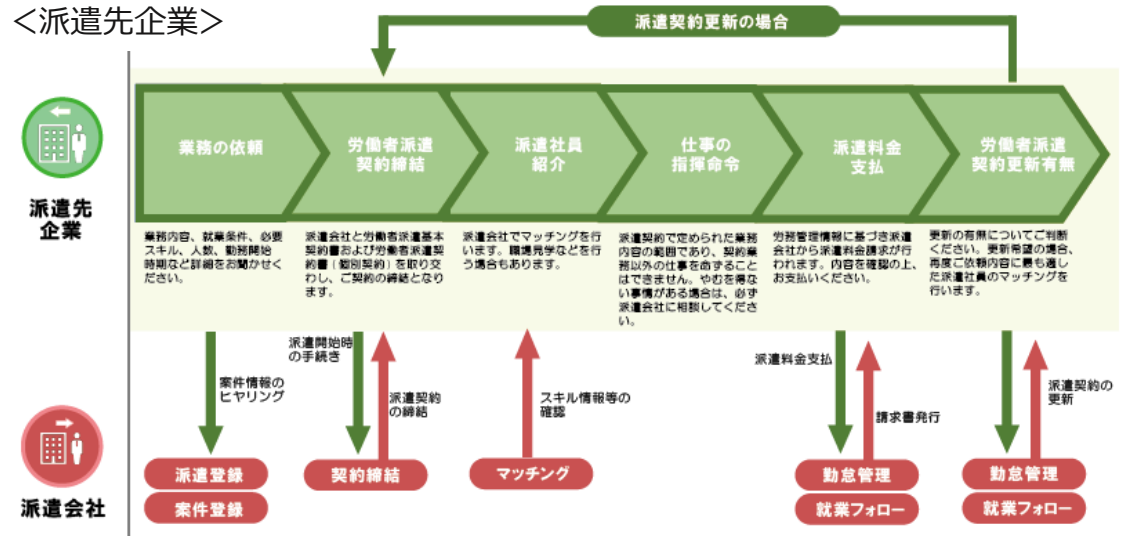 ＜派遣先企業＞
派遣契約更新の場合
業務の依頼
労働者派遣
契約締結
派遣社員
紹介
仕事の
指揮命令
派遣料金
支払
労働者派遣
契約更新有無
派遣先
企業
業務内容、就業条件、必要
スキル、人数、勤務開始
時期など詳細をお聞かせく
ださい。
派遣会社と労働者派遣基本
契約書および労働者派遣契
約書（個別契約）を取り交
わし、ご契約の締結となり
ます。
派遣会社でマッチングを行
います。職場見学などを行
う場合もあります。
派遣契約で定められた業務
内容の範囲であり、契約業
務以外の仕事を命ずること
はできません。やむを得な
い事情がある場合は、必ず
派遣会社に相談してくださ
い。
労務管理情報に基づき派遣
会社から派遣料金請求が行
われます。内容を確認の上、
お支払いください。
更新の有無についてご判断
ください。更新希望の場合、
再度ご依頼内容に最も適し
た派遣社員のマッチングを
行います。
案件情報の
ヒヤリング
派遣開始時
の手続き
派遣契約
の締結
スキル情報等の
確認
派遣料金支払
請求書発行
派遣契約の
更新
派遣会社
派遣登録
案件登録
契約締結
マッチング
勤怠管理
就業フォロー
勤怠管理
就業フォロー